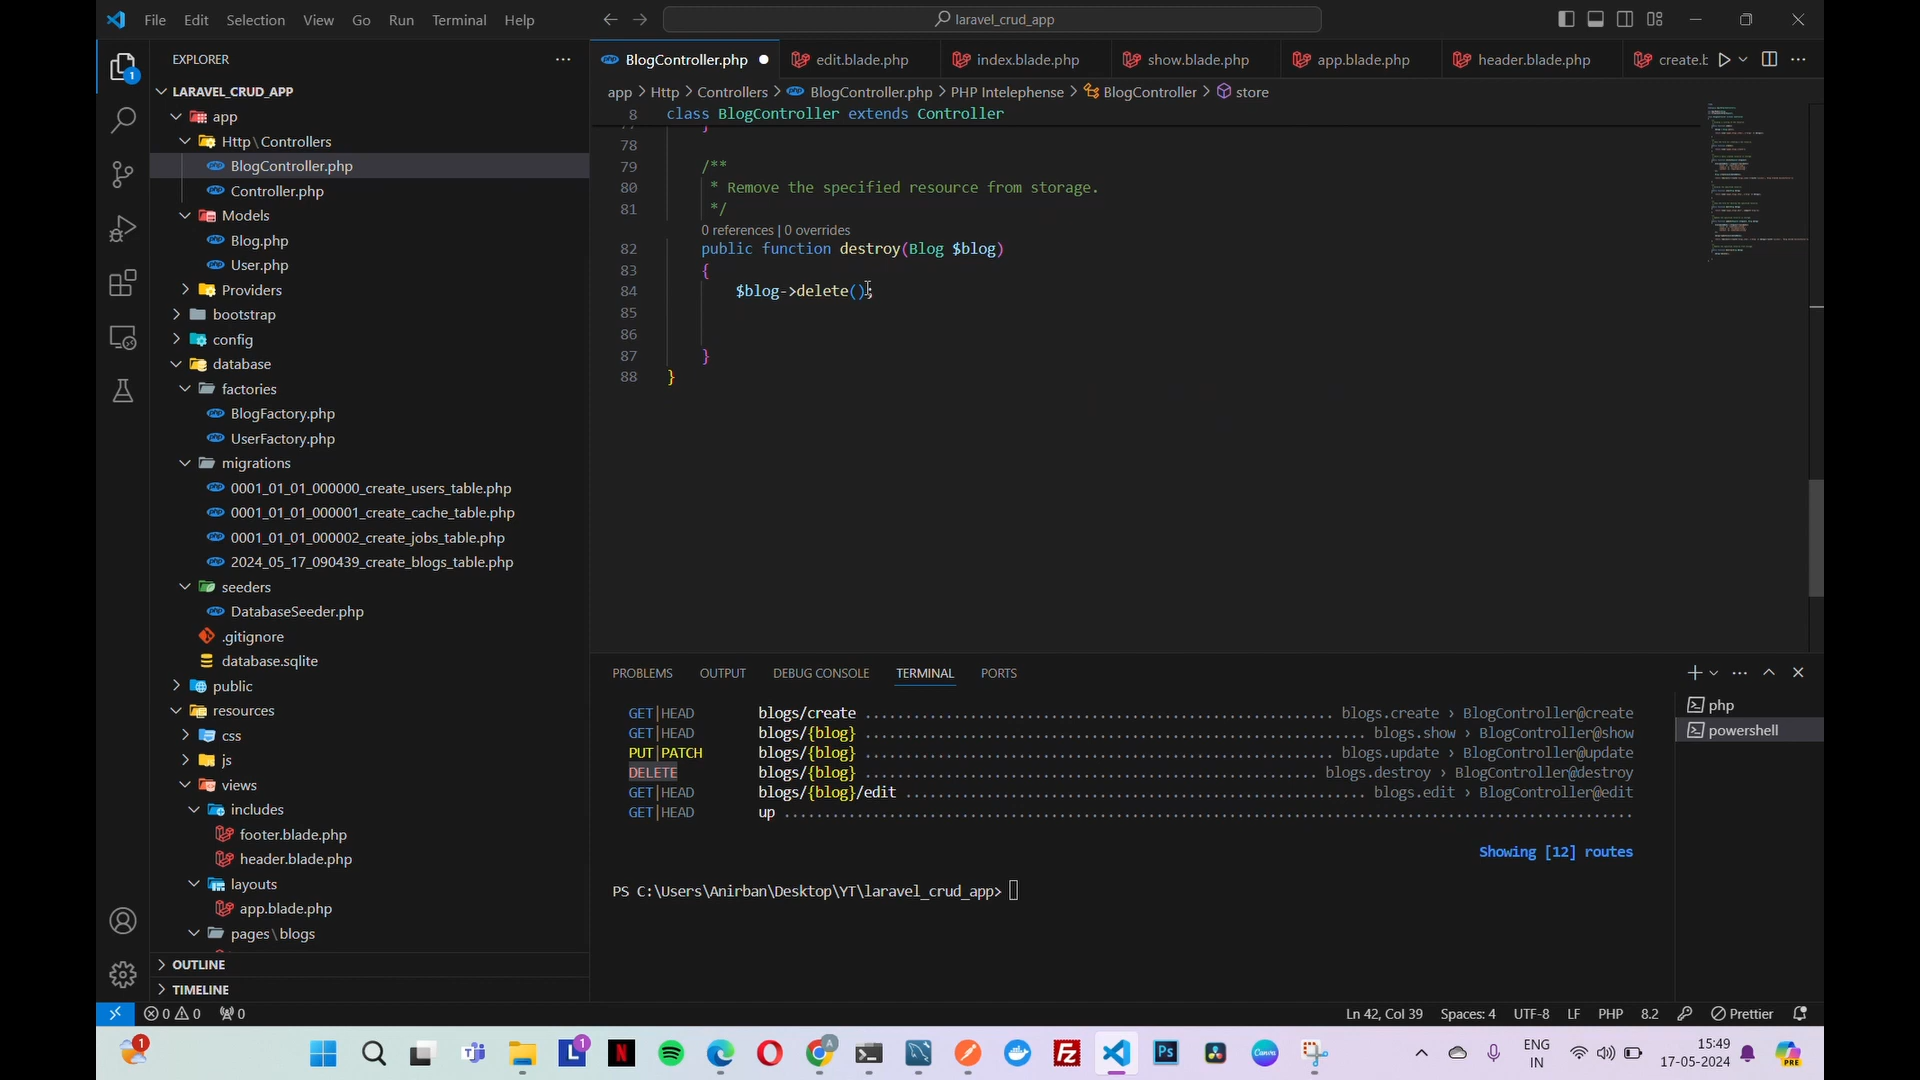 File Edit Selection View Go Run Terminal Help
laravel_crud_app
EXPLORER
BlogController.php
edit.blade.php
index.blade.php
show.blade.php
app.blade.php
header.blade.php
create.b
LARAVEL_CRUD_APP
app > Http > Controllers > BlogController.php > PHP Intelephense > BlogController > store
app
Http\Controllers
BlogController.php
Controller.php
Models
Blog.php
User.php
Providers
bootstrap
config
database
factories
BlogFactory.php
UserFactory.php
migrations
0001_01_01_000000_create_users_table.php
0001_01_01_000001_create_cache_table.php
0001_01_01_000002_create_jobs_table.php
2024_05_17_090439_create_blogs_table.php
seeders
DatabaseSeeder.php
.gitignore
database.sqlite
public
resources
css
js
views
includes
footer.blade.php
header.blade.php
layouts
app.blade.php
pages\blogs
OUTLINE
TIMELINE
8 class BlogController extends Controller
77 }
78
79 /**
80 * Remove the specified resource from storage.
81 */
0 references | 0 overrides
82 public function destroy(Blog $blog)
83 {
84 $blog->delete();
85
86
87 }
88 }
PROBLEMS OUTPUT DEBUG CONSOLE TERMINAL PORTS
GET|HEAD blogs/create ........ blogs.create › BlogController@create
GET|HEAD blogs/{blog} ........ blogs.show › BlogController@show
PUT|PATCH blogs/{blog} ........ blogs.update › BlogController@update
DELETE blogs/{blog} ........ blogs.destroy › BlogController@destroy
GET|HEAD blogs/{blog}/edit ........ blogs.edit › BlogController@edit
GET|HEAD up ........
Showing [12] routes
PS C:\Users\Anirban\Desktop\YT\laravel_crud_app>
php
powershell
0 0 0
Ln 42, Col 39 Spaces: 4 UTF-8 LF PHP 8.2 Prettier
ENG
IN
15:49
17-05-2024